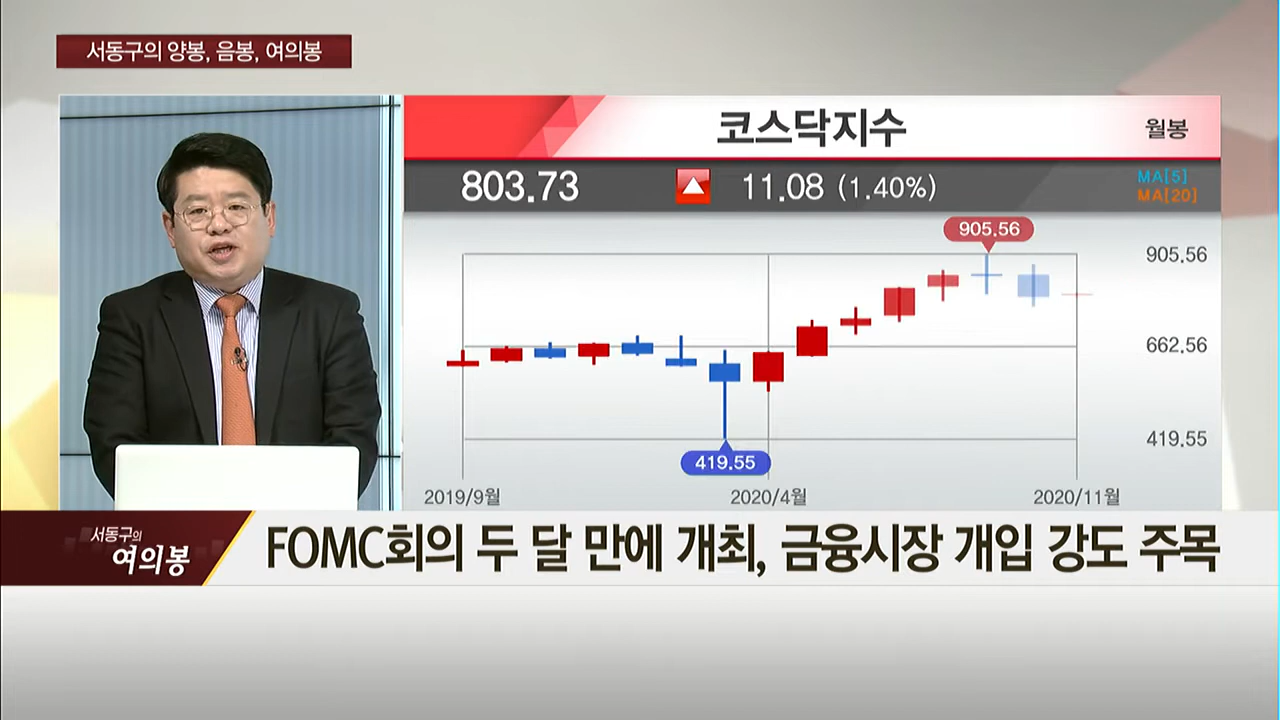 서동구의 양봉, 음봉, 여의봉
코스닥지수
월봉
803.73 11.08 (1.40%)
MA[5]
MA[20]
905.56
905.56
662.56
419.55
419.55
2019/9월 2020/4월 2020/11월
서동구의
여의봉
FOMC회의 두 달 만에 개최, 금융시장 개입 강도 주목